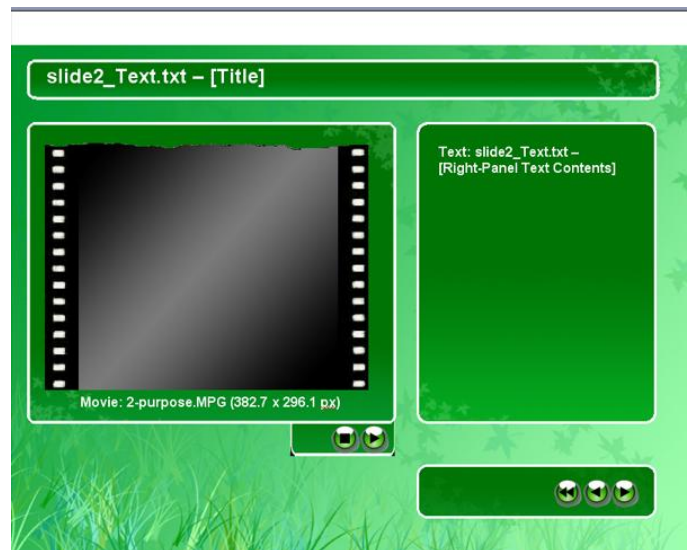 slide2_Text.txt – [Title]
Text: slide2_Text.txt –
[Right-Panel Text Contents]
Movie: 2-purpose.MPG (382.7 x 296.1 px)